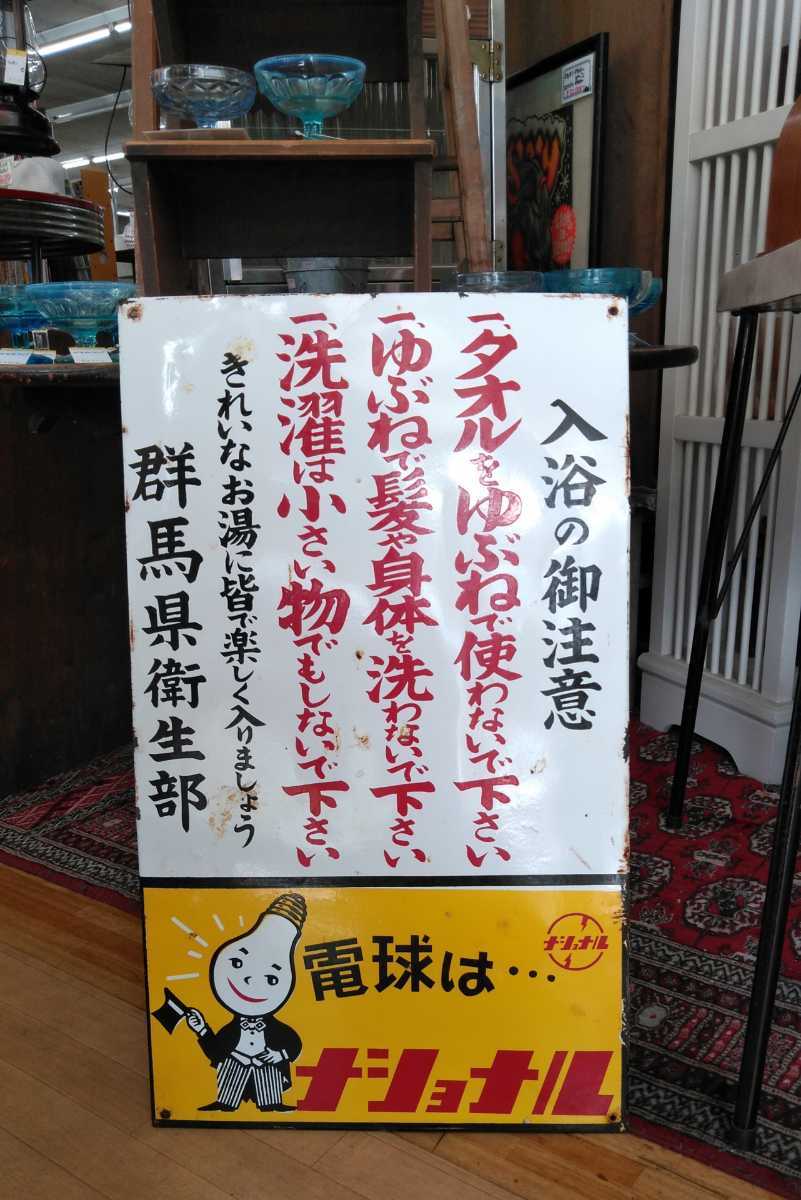 入浴の御注意
一、タオルをゆぶねで使わないで下さい
一、ゆぶねで髪や身体を洗わないで下さい
一、洗濯は小さい物でもしないで下さい
きれいなお湯に皆で楽しく入りましょう
群馬県衛生部
ナショナル
電球は…
ナショナル